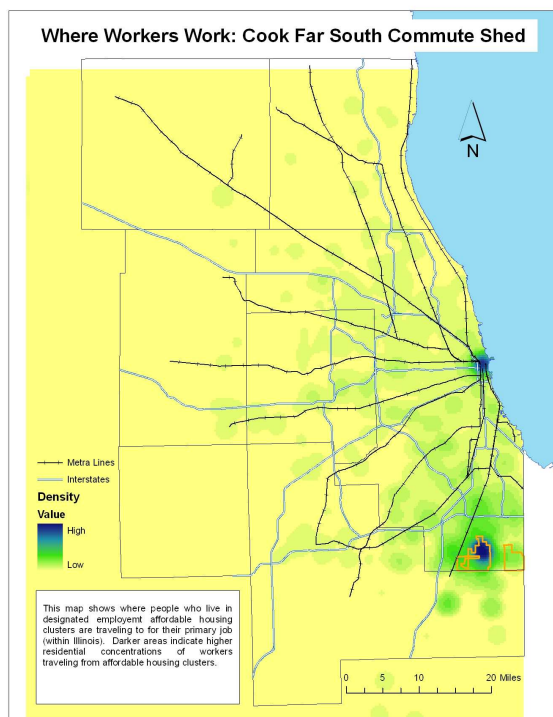 Where Workers Work: Cook Far South Commute Shed
N
Metra Lines
Interstates
Density
Value
High
Low
This map shows where people who live in
designated employent affordable housing
clusters are traveling to for their primary job
(within Illinois). Darker areas indicate higher
residential concentrations of workers
traveling from affordable housing clusters.
0 5 10 20 Miles